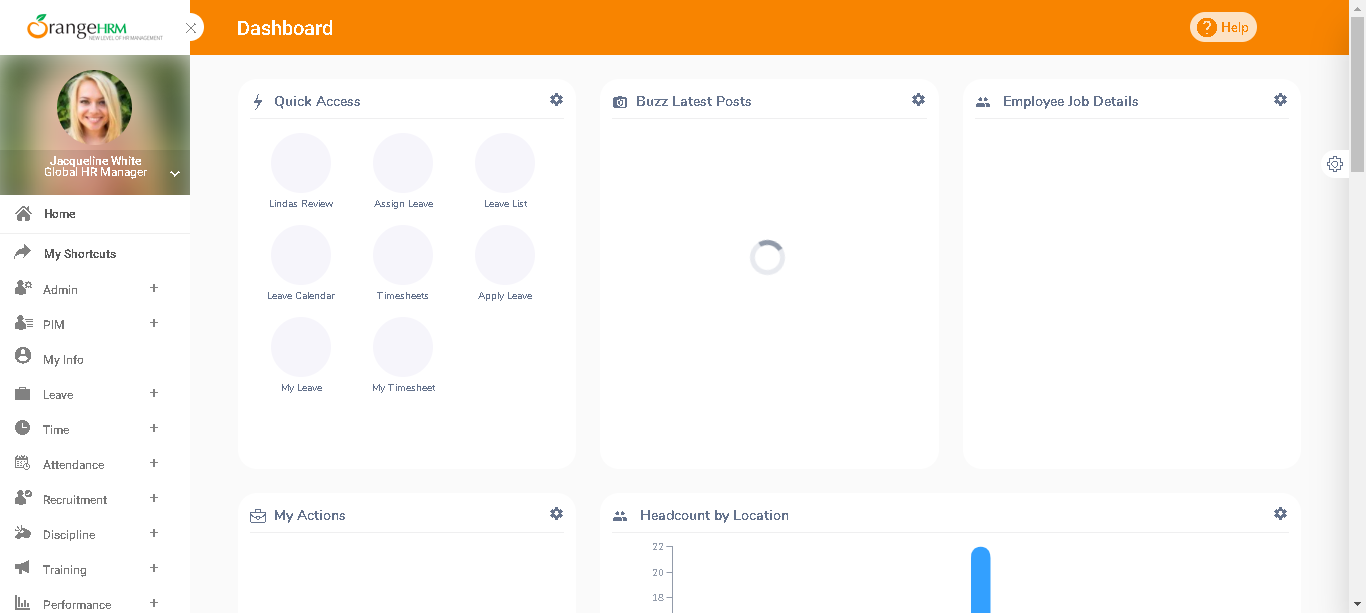 OrangeHRM
NEW LEVEL OF HR MANAGEMENT
Dashboard
? Help
Jacqueline White
Global HR Manager
Home
My Shortcuts
Admin +
PIM +
My Info
Leave +
Time +
Attendance +
Recruitment +
Discipline +
Training +
Performance +
Quick Access
Lindas Review
Assign Leave
Leave List
Leave Calendar
Timesheets
Apply Leave
My Leave
My Timesheet
Buzz Latest Posts
Employee Job Details
My Actions
Headcount by Location
22
20
18